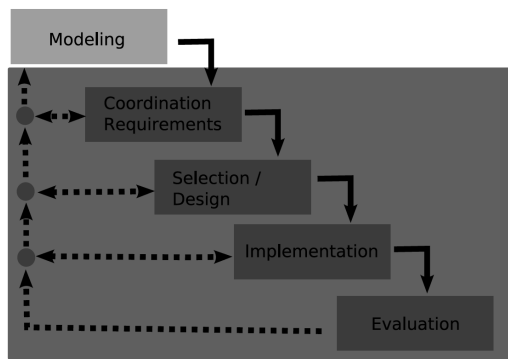 Modeling
Coordination
Requirements
Selection /
Design
Implementation
Evaluation